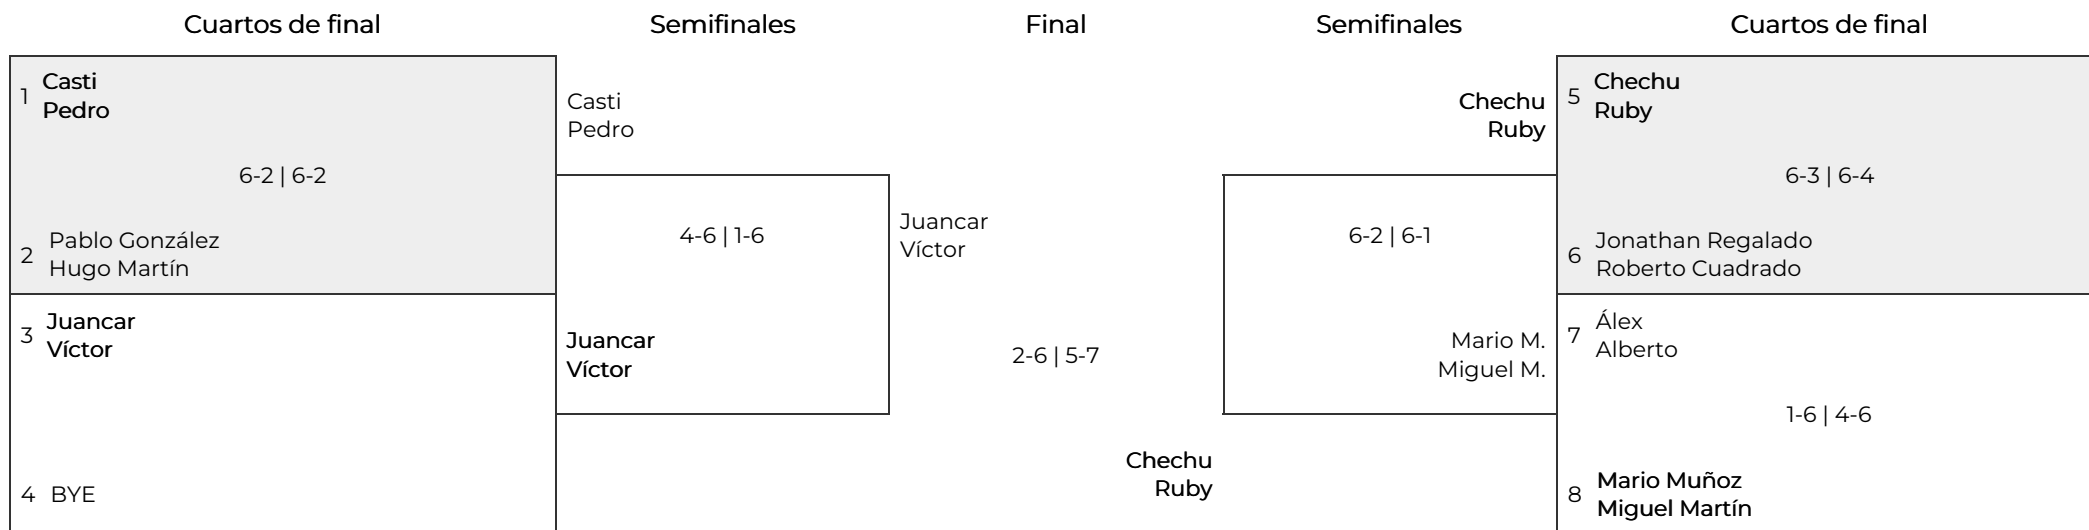 Cuartos de final
Semifinales
Final
Semifinales
Cuartos de final
1
Casti
Pedro
6-2 | 6-2
2
Pablo González
Hugo Martín
3
Juancar
Víctor
4
BYE
Casti
Pedro
4-6 | 1-6
Juancar
Víctor
Juancar
Víctor
2-6 | 5-7
Chechu
Ruby
Chechu
Ruby
6-2 | 6-1
Mario M.
Miguel M.
5
Chechu
Ruby
6-3 | 6-4
6
Jonathan Regalado
Roberto Cuadrado
7
Álex
Alberto
1-6 | 4-6
8
Mario Muñoz
Miguel Martín